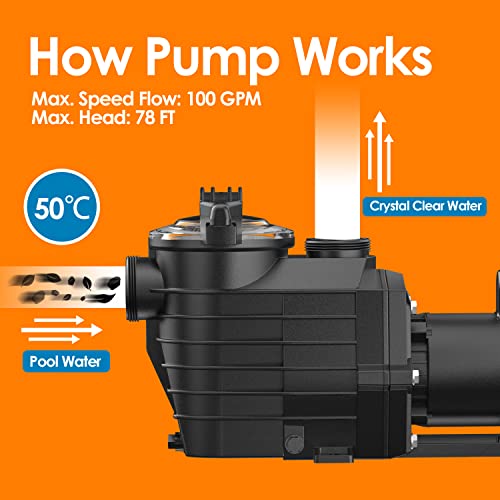 How Pump Works
Max. Speed Flow: 100 GPM
Max. Head: 78 FT
50℃
Crystal Clear Water
Pool Water